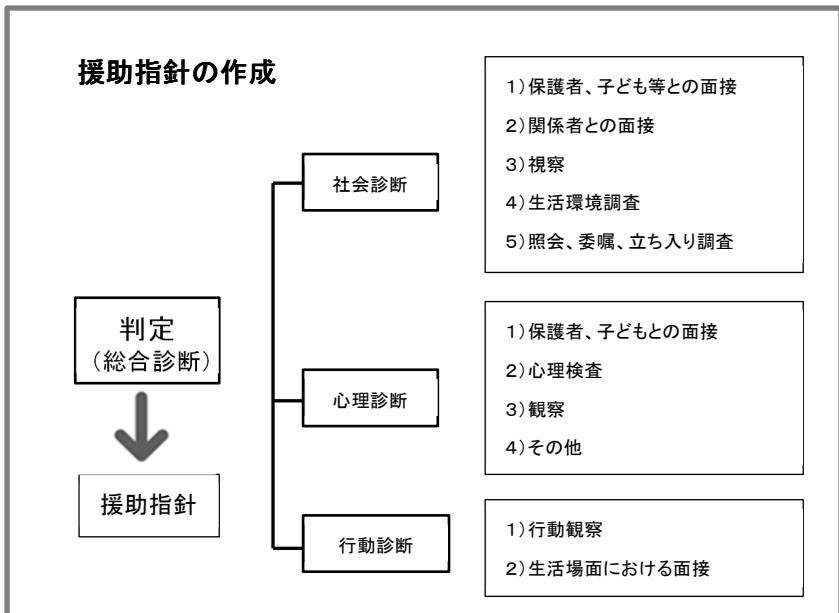 援助指針の作成
判定
（総合診断）
援助指針
社会診断
1）保護者、子ども等との面接
2）関係者との面接
3）視察
4）生活環境調査
5）照会、委嘱、立ち入り調査
心理診断
1）保護者、子どもとの面接
2）心理検査
3）観察
4）その他
行動診断
1）行動観察
2）生活場面における面接